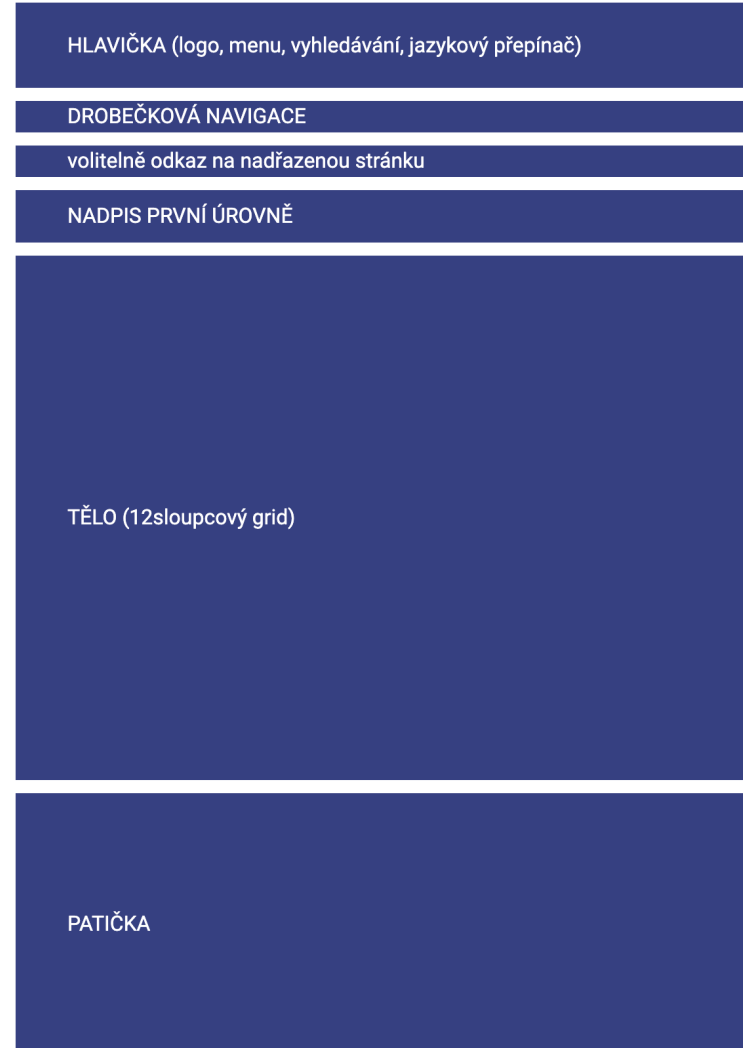 HLAVIČKA (logo, menu, vyhledávání, jazykový přepínač)
DROBEČKOVÁ NAVIGACE
volitelně odkaz na nadřazenou stránku
NADPIS PRVNÍ ÚROVNĚ
TĚLO (12sloupcový grid)
PATIČKA